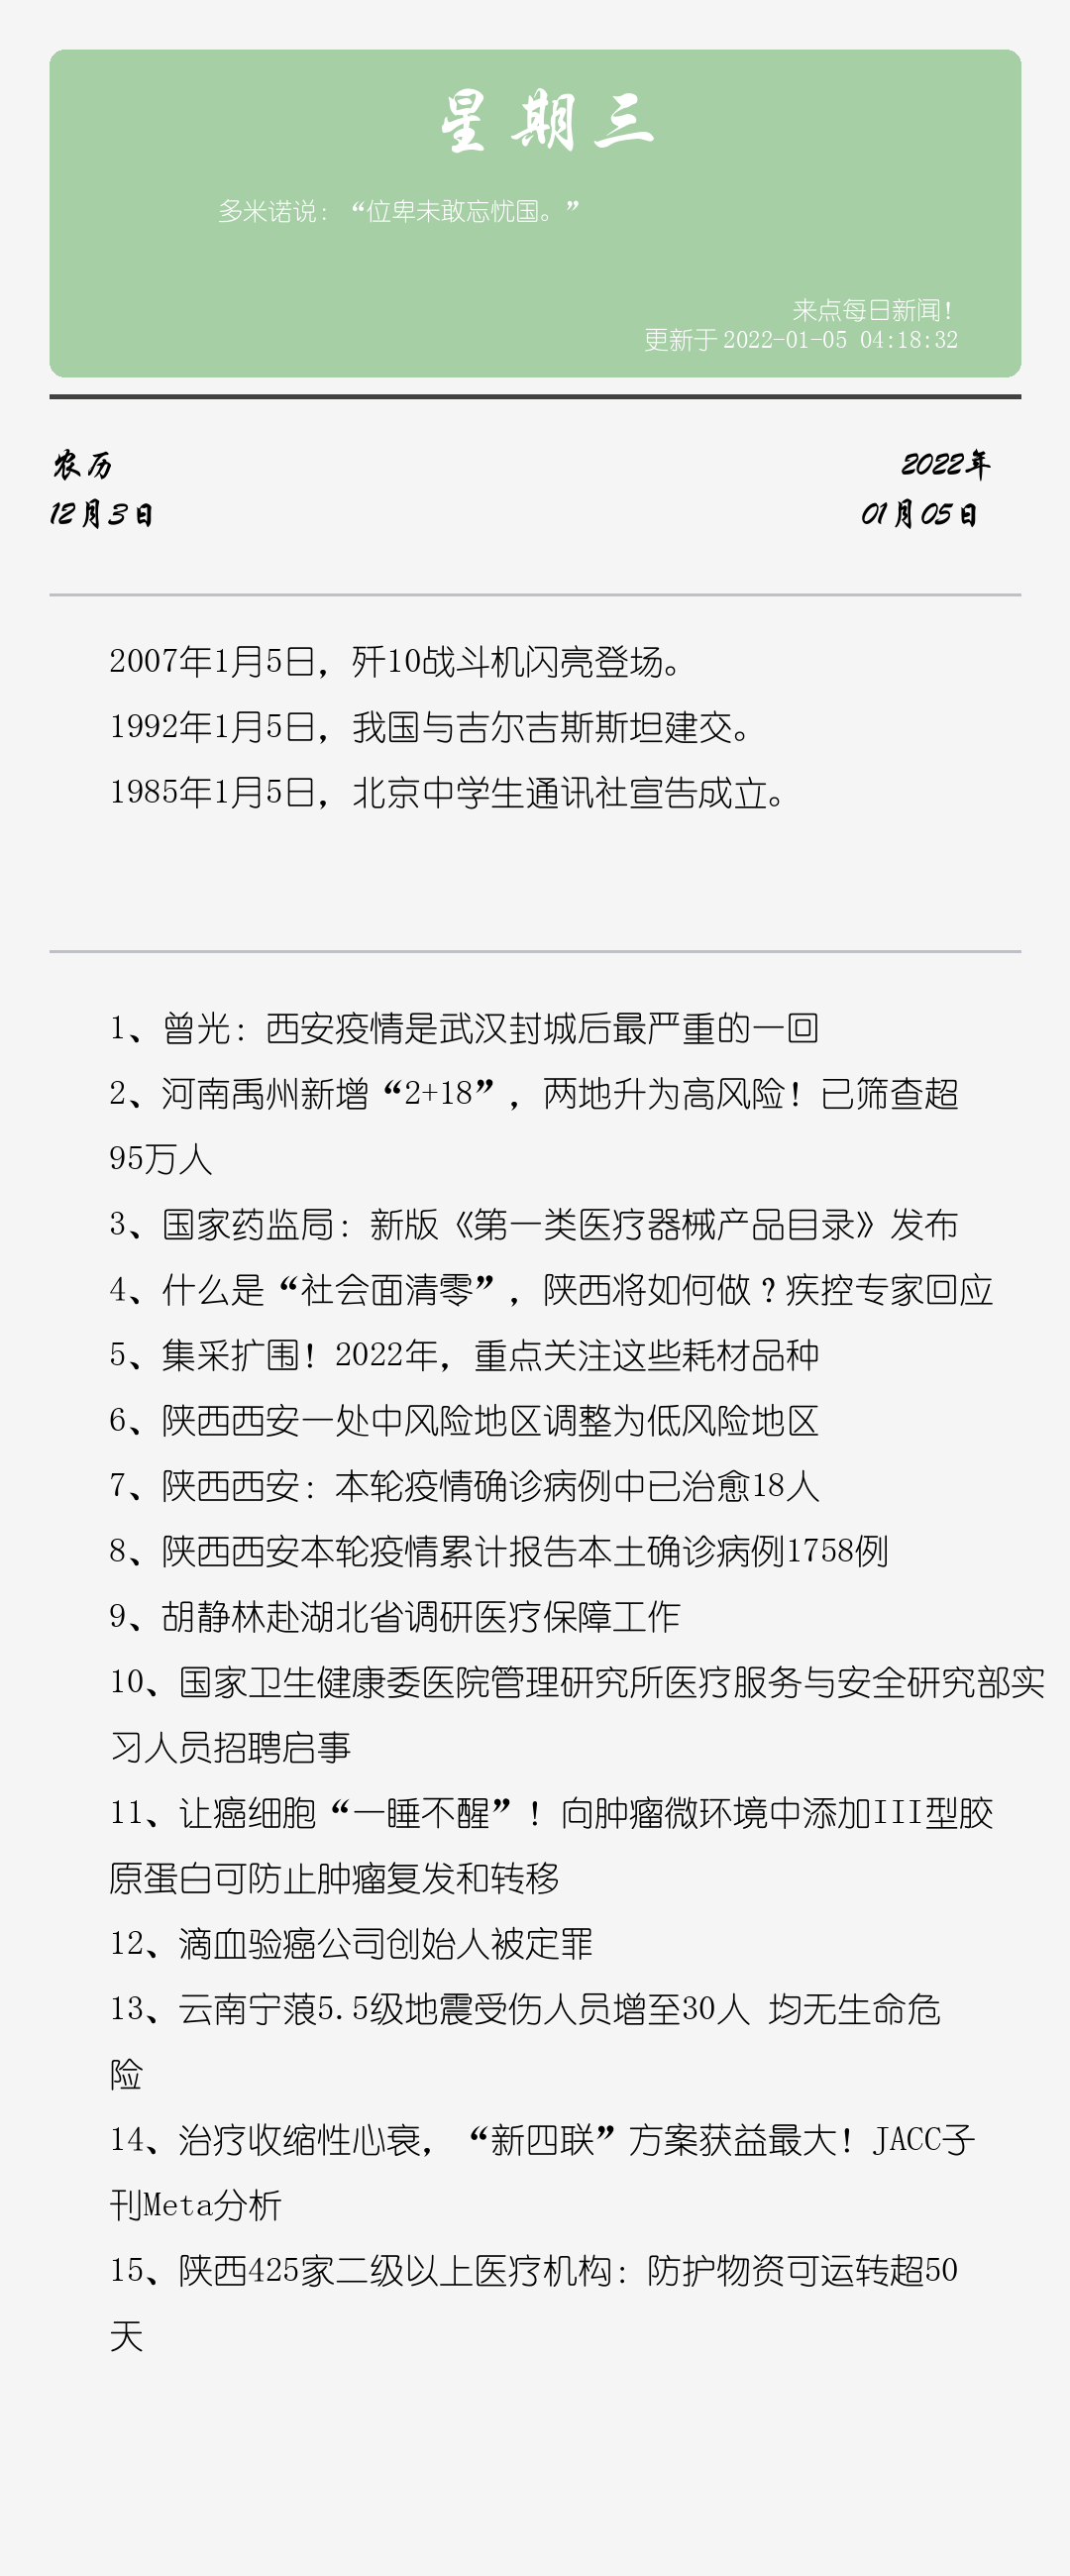 星期三
多米诺说：“位卑未敢忘忧国。”
来点每日新闻！
更新于 2022-01-05 04:18:32
农历
2022年
12月3日
01月05日
2007年1月5日，歼10战斗机闪亮登场。
1992年1月5日，我国与吉尔吉斯斯坦建交。
1985年1月5日，北京中学生通讯社宣告成立。
1、曾光：西安疫情是武汉封城后最严重的一回
2、河南禹州新增“2+18”，两地升为高风险！已筛查超
95万人
3、国家药监局：新版《第一类医疗器械产品目录》发布
4、什么是“社会面清零”，陕西将如何做？疾控专家回应
5、集采扩围！2022年，重点关注这些耗材品种
6、陕西西安一处中风险地区调整为低风险地区
7、陕西西安：本轮疫情确诊病例中已治愈18人
8、陕西西安本轮疫情累计报告本土确诊病例1758例
9、胡静林赴湖北省调研医疗保障工作
10、国家卫生健康委医院管理研究所医疗服务与安全研究部实
习人员招聘启事
11、让癌细胞“一睡不醒”！向肿瘤微环境中添加III型胶
原蛋白可防止肿瘤复发和转移
12、滴血验癌公司创始人被定罪
13、云南宁蒗5.5级地震受伤人员增至30人 均无生命危
险
14、治疗收缩性心衰，“新四联”方案获益最大！JACC子
刊Meta分析
15、陕西425家二级以上医疗机构：防护物资可运转超50
天